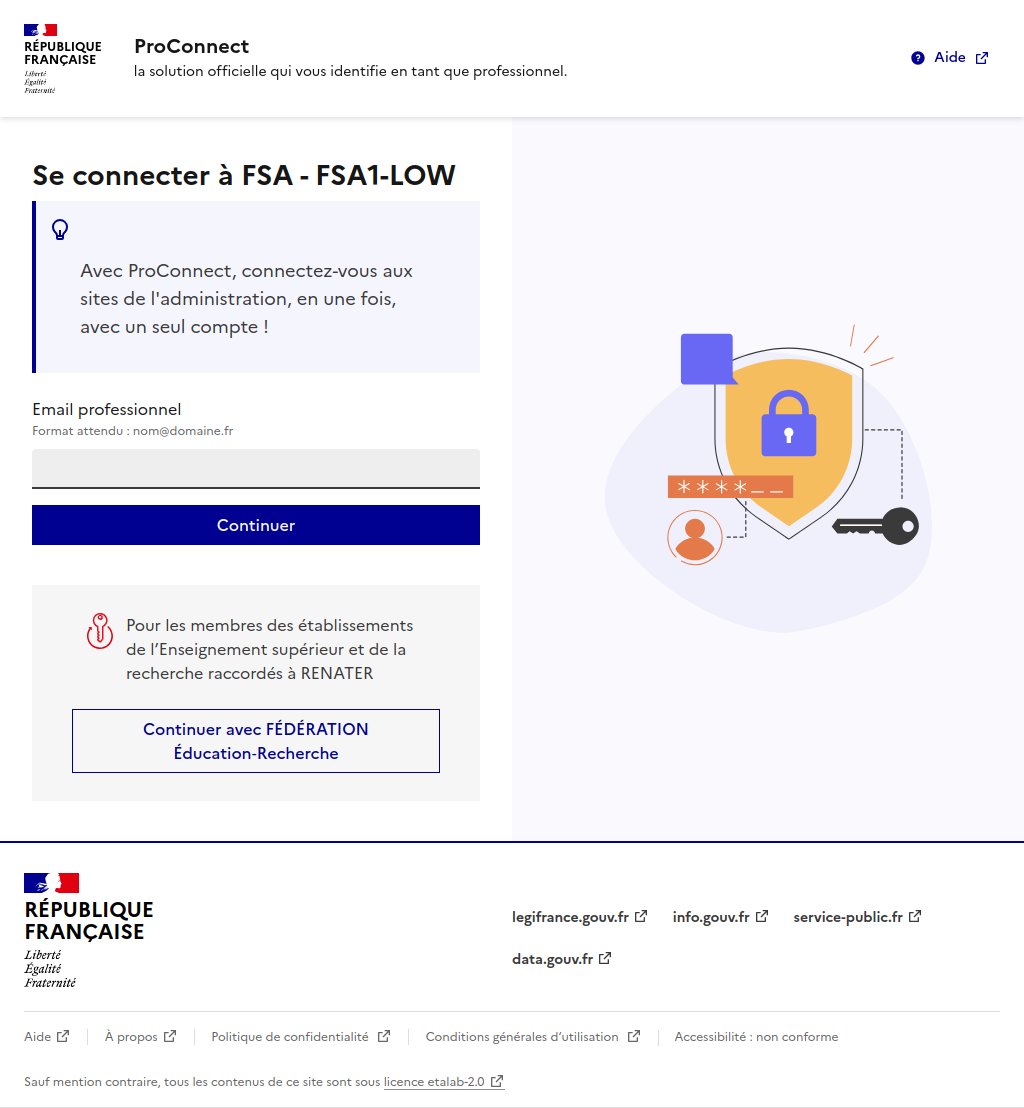 RÉPUBLIQUE
FRANÇAISE
Liberté
Égalité
Fraternité
ProConnect
la solution officielle qui vous identifie en tant que professionnel.
Aide
Se connecter à FSA - FSA1-LOW
Avec ProConnect, connectez-vous aux
sites de l'administration, en une fois,
avec un seul compte !
Email professionnel
Format attendu : nom@domaine.fr
Continuer
Pour les membres des établissements
de l’Enseignement supérieur et de la
recherche raccordés à RENATER
Continuer avec FÉDÉRATION
Éducation-Recherche
RÉPUBLIQUE
FRANÇAISE
Liberté
Égalité
Fraternité
legifrance.gouv.fr info.gouv.fr service-public.fr
data.gouv.fr
Aide À propos Politique de confidentialité Conditions générales d’utilisation Accessibilité : non conforme
Sauf mention contraire, tous les contenus de ce site sont sous licence etalab-2.0